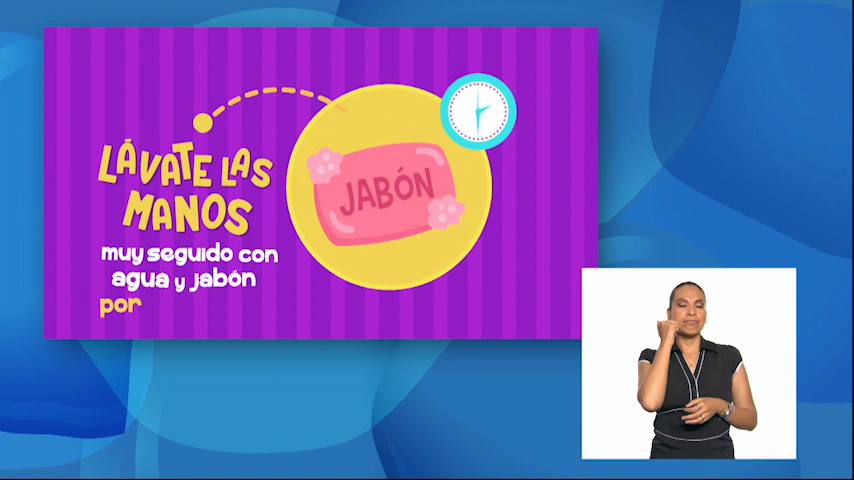 LÁVATE LAS
MANOS
muy seguido con
agua y jabón
por
JABÓN